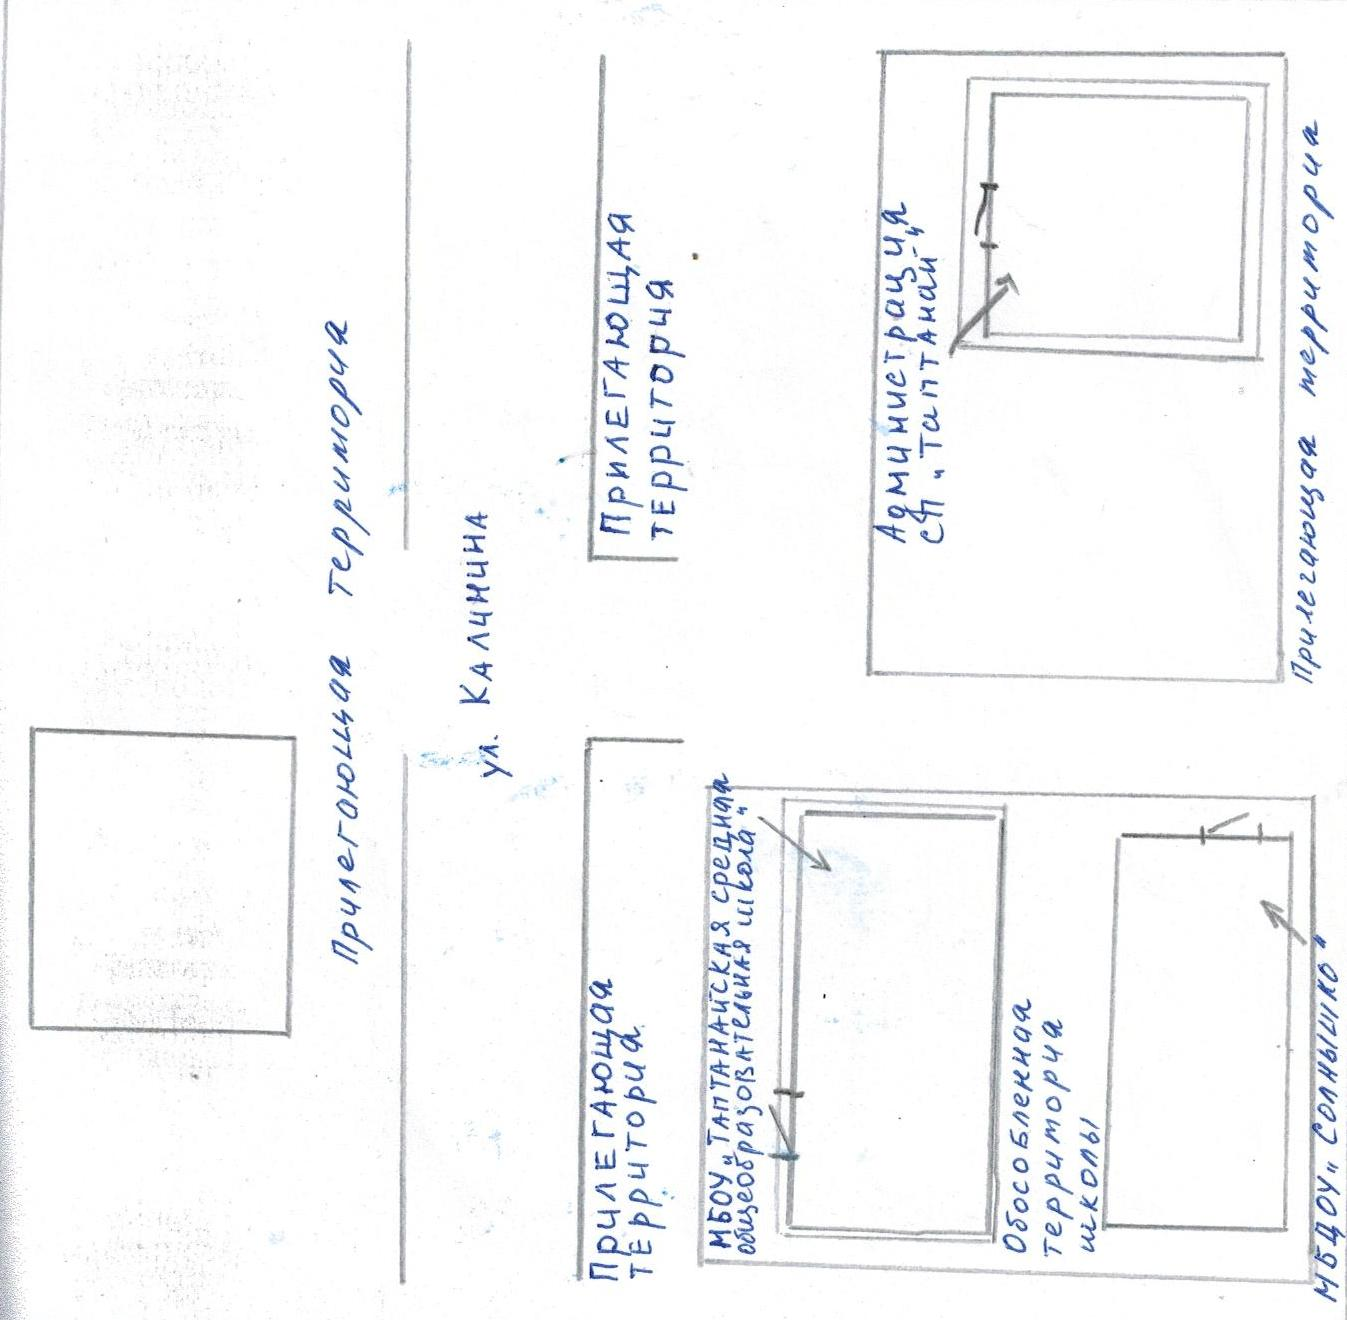 Прилегающая территория
ул. КАЛИНИНА
ПРИЛЕГАЮЩАЯ
ТЕРРИТОРИЯ
ПРИЛЕГАЮЩАЯ
ТЕРРИТОРИЯ
МБОУ „ТАПТАНАЙСКАЯ СРЕДНЯЯ
общеобразовательная школа"
Администрация
СП „Таптанай"
Обособленная
территория
школы
МБДОУ „СОЛНЫШКО"
Прилегающая территория